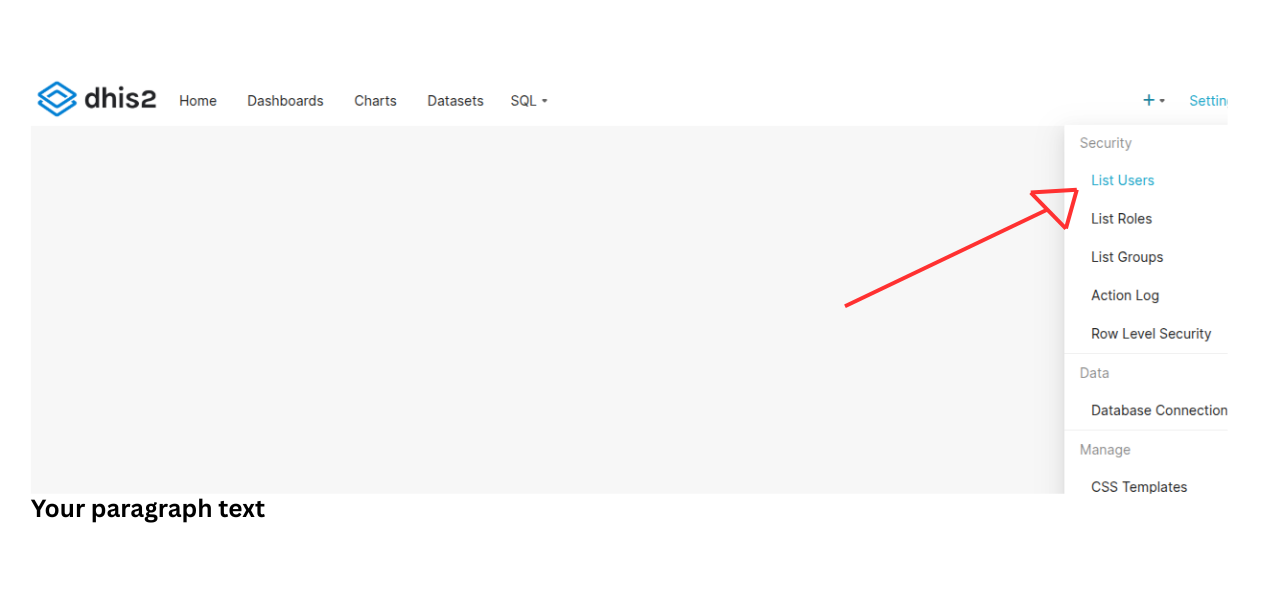 dhis2 Home Dashboards Charts Datasets SQL + Settin
Security
List Users
List Roles
List Groups
Action Log
Row Level Security
Data
Database Connection
Manage
CSS Templates
Your paragraph text